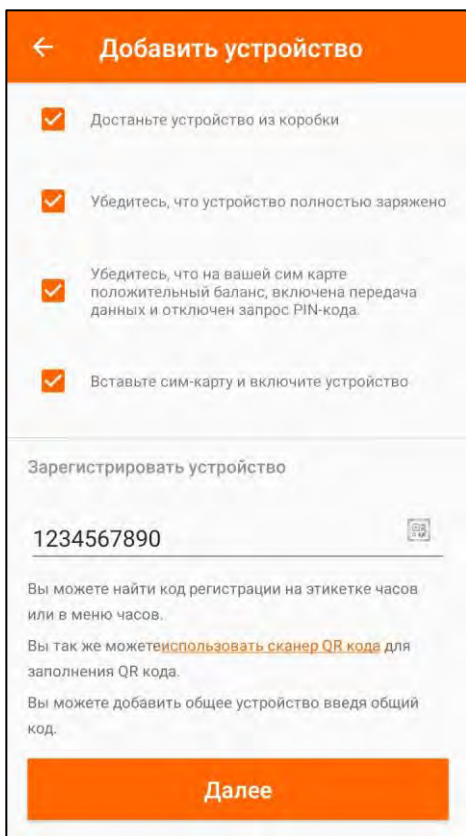 Добавить устройство
Достаньте устройство из коробки
Убедитесь, что устройство полностью заряжено
Убедитесь, что на вашей сим карте
положительный баланс, включена передача
данных и отключен запрос PIN-кода.
Вставьте сим-карту и включите устройство
Зарегистрировать устройство
1234567890
Вы можете найти код регистрации на этикетке часов
или в меню часов.
Вы так же можетеиспользовать сканер QR кода для
заполнения QR кода.
Вы можете добавить общее устройство введя общий
код.
Далее